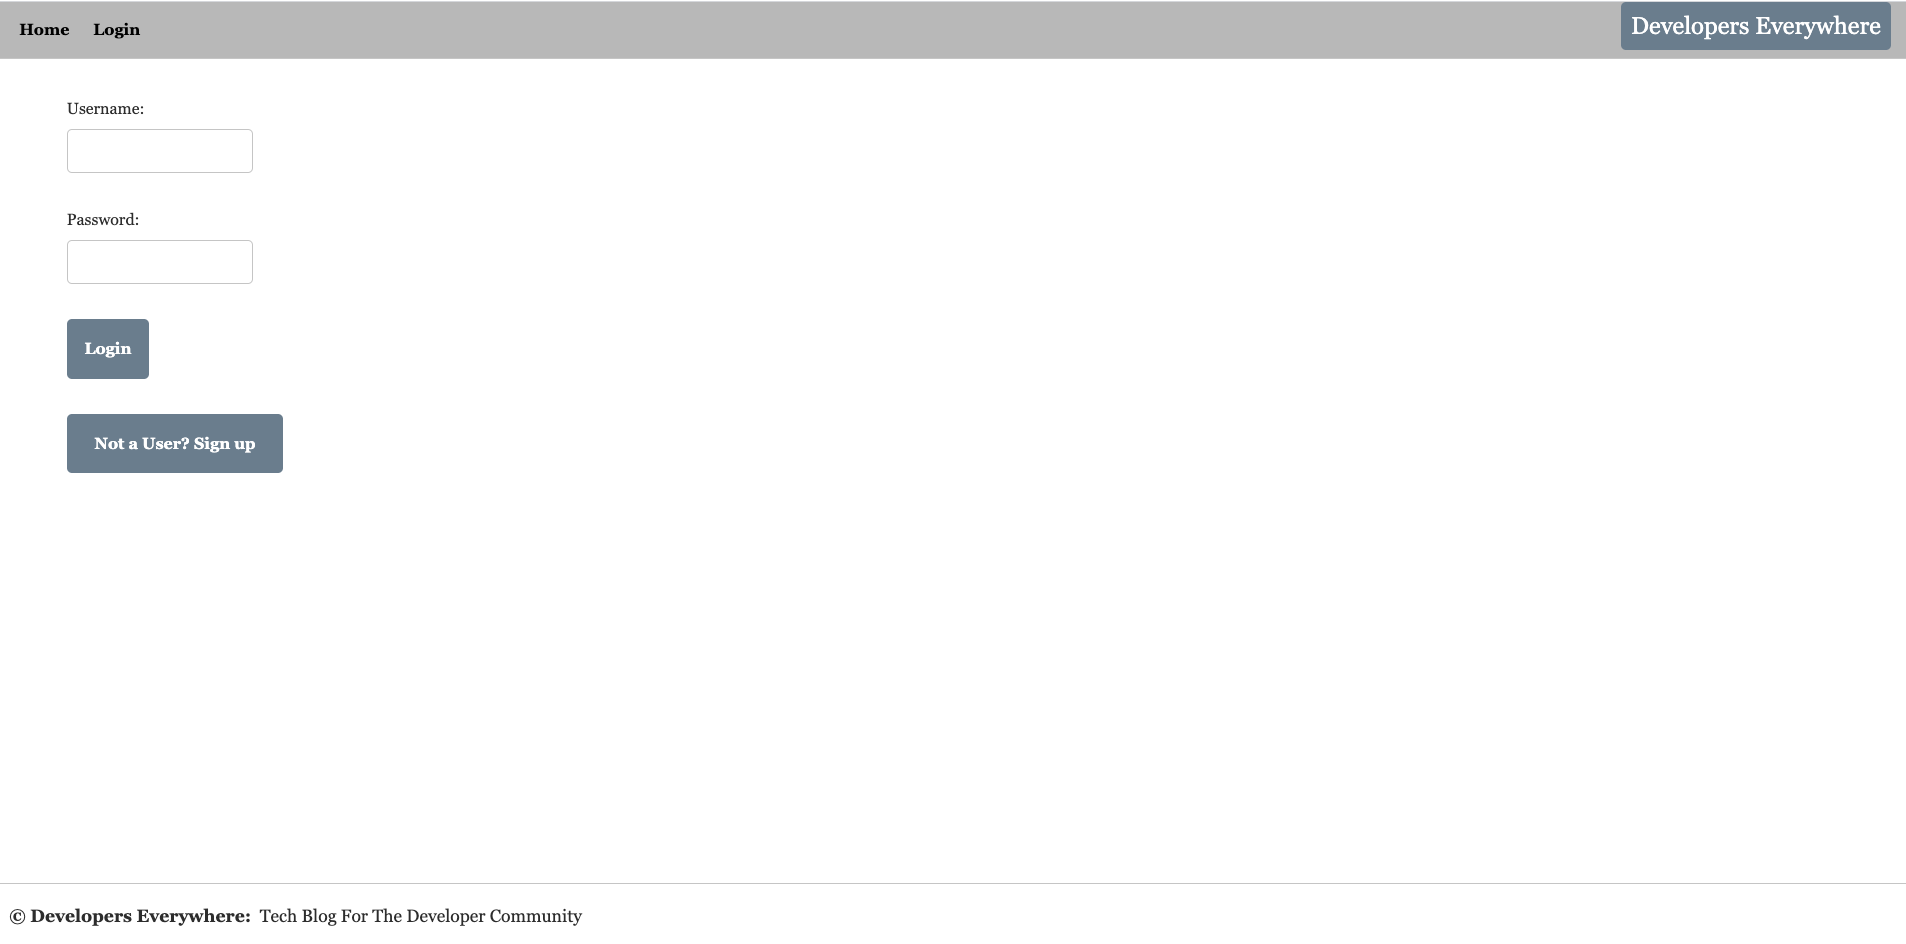 Home Login Developers Everywhere
Username:
Password:
Login
Not a User? Sign up
© Developers Everywhere: Tech Blog For The Developer Community